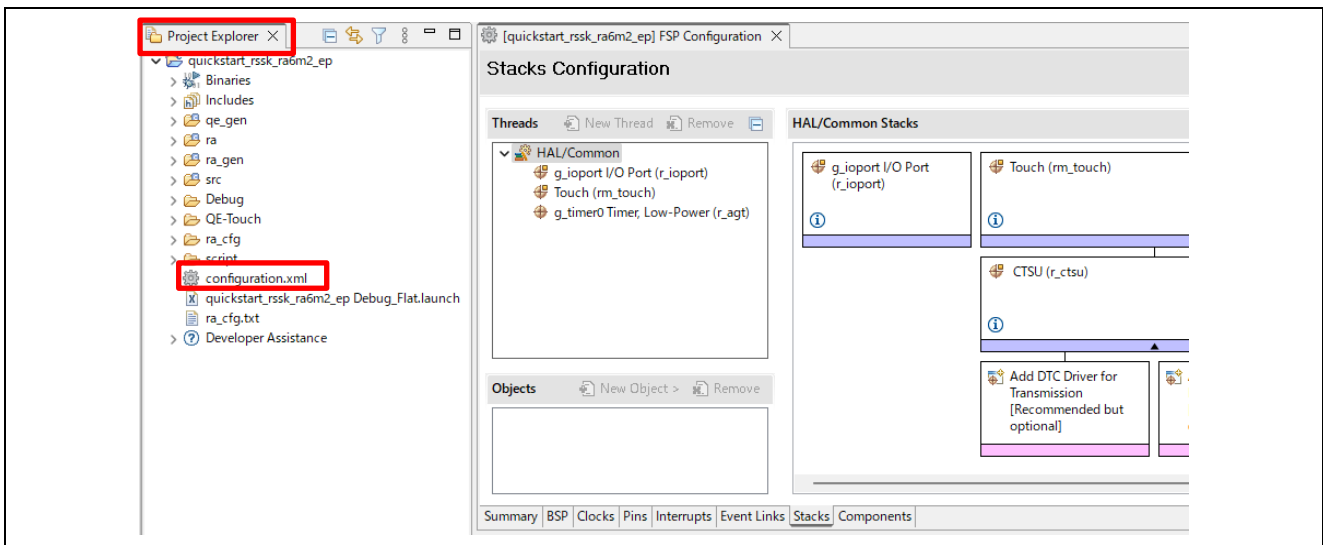 Project Explorer
quickstart_rssk_ra6m2_ep
Binaries
Includes
qe_gen
ra
ra_gen
src
Debug
QE-Touch
ra_cfg
script
configuration.xml
quickstart_rssk_ra6m2_ep Debug_Flat.launch
ra_cfg.txt
Developer Assistance
[quickstart_rssk_ra6m2_ep] FSP Configuration
Stacks Configuration
Threads
New Thread
Remove
HAL/Common
g_ioport I/O Port (r_ioport)
Touch (rm_touch)
g_timer0 Timer, Low-Power (r_agt)
Objects
New Object >
Remove
HAL/Common Stacks
g_ioport I/O Port
(r_ioport)
Touch (rm_touch)
CTSU (r_ctsu)
Add DTC Driver for
Transmission
[Recommended but
optional]
Summary BSP Clocks Pins Interrupts Event Links Stacks Components